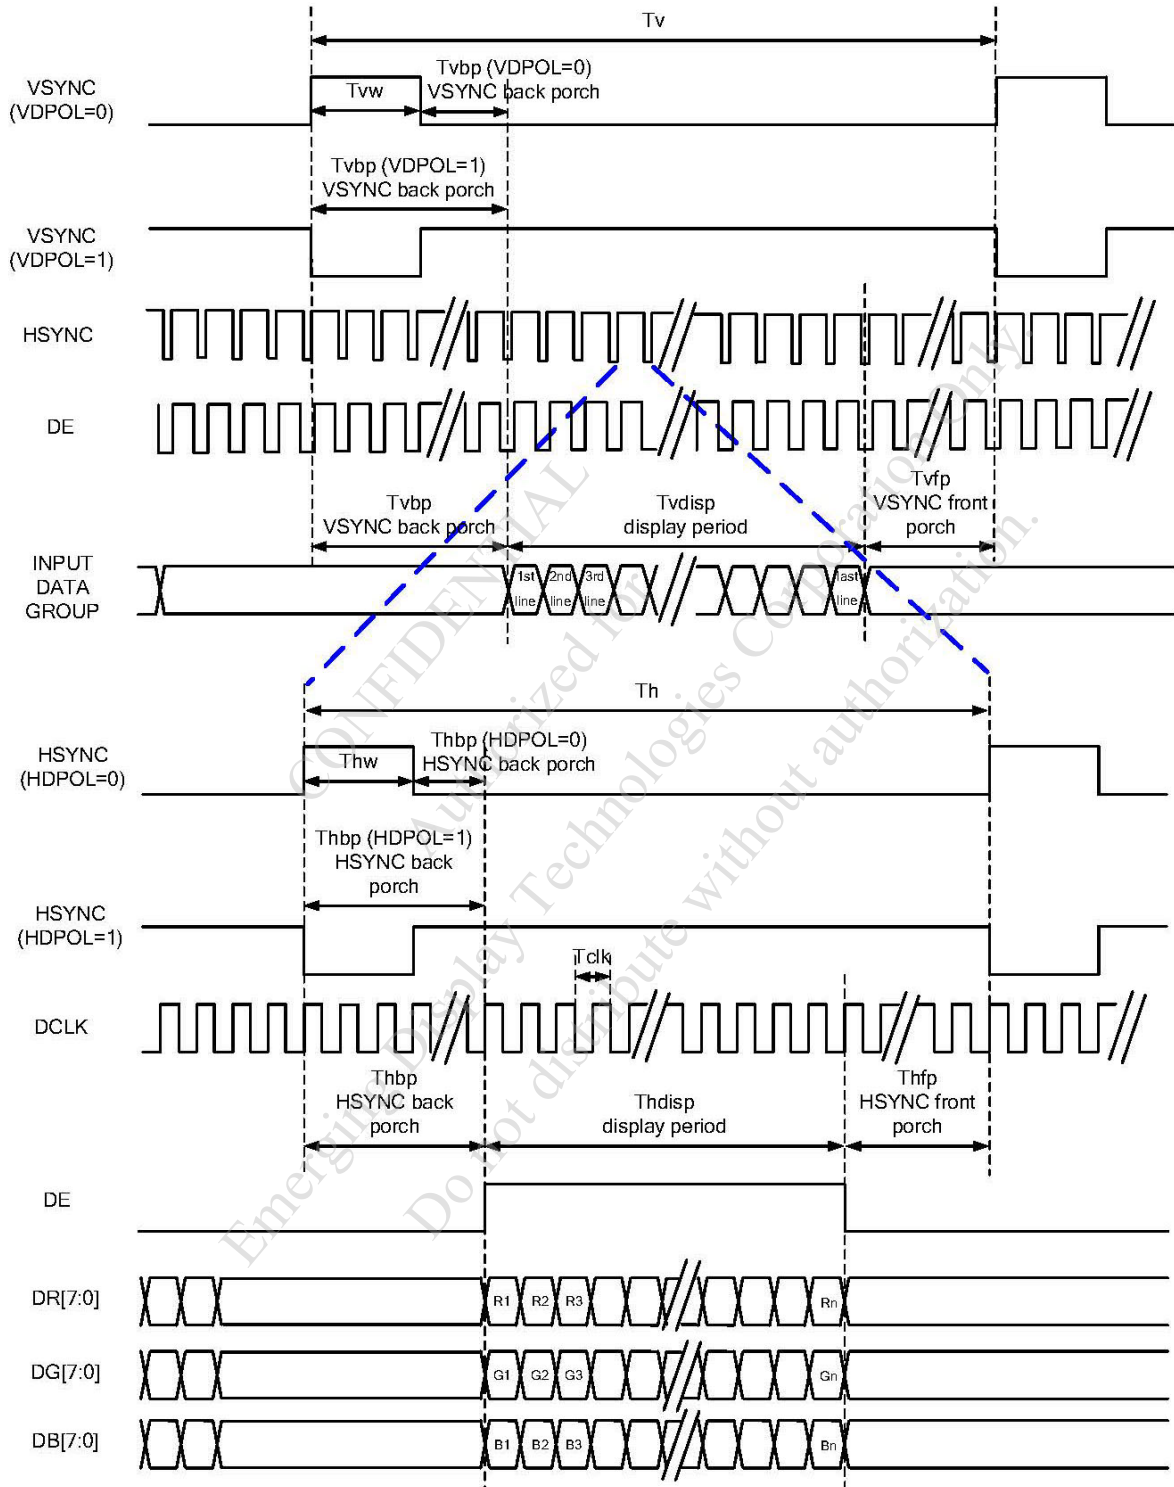 Tv
VSYNC
(VDPOL=0)
Tvw
Tvbp (VDPOL=0)
VSYNC back porch
Tvbp (VDPOL=1)
VSYNC back porch
VSYNC
(VDPOL=1)
HSYNC
DE
Tvbp
VSYNC back porch
Tvdisp
display period
Tvfp
VSYNC front
porch
INPUT
DATA
GROUP
1st
line
2nd
line
3rd
line
last
line
Th
HSYNC
(HDPOL=0)
Thw
Thbp (HDPOL=0)
HSYNC back porch
Thbp (HDPOL=1)
HSYNC back
porch
HSYNC
(HDPOL=1)
Tclk
DCLK
Thbp
HSYNC back
porch
Thdisp
display period
Thfp
HSYNC front
porch
DE
DR[7:0]
R1
R2
R3
Rn
DG[7:0]
G1
G2
G3
Gn
DB[7:0]
B1
B2
B3
Bn
CONFIDENTIAL
Authorized for
Emerging Display Technologies Corporation Only.
Do not distribute without authorization.